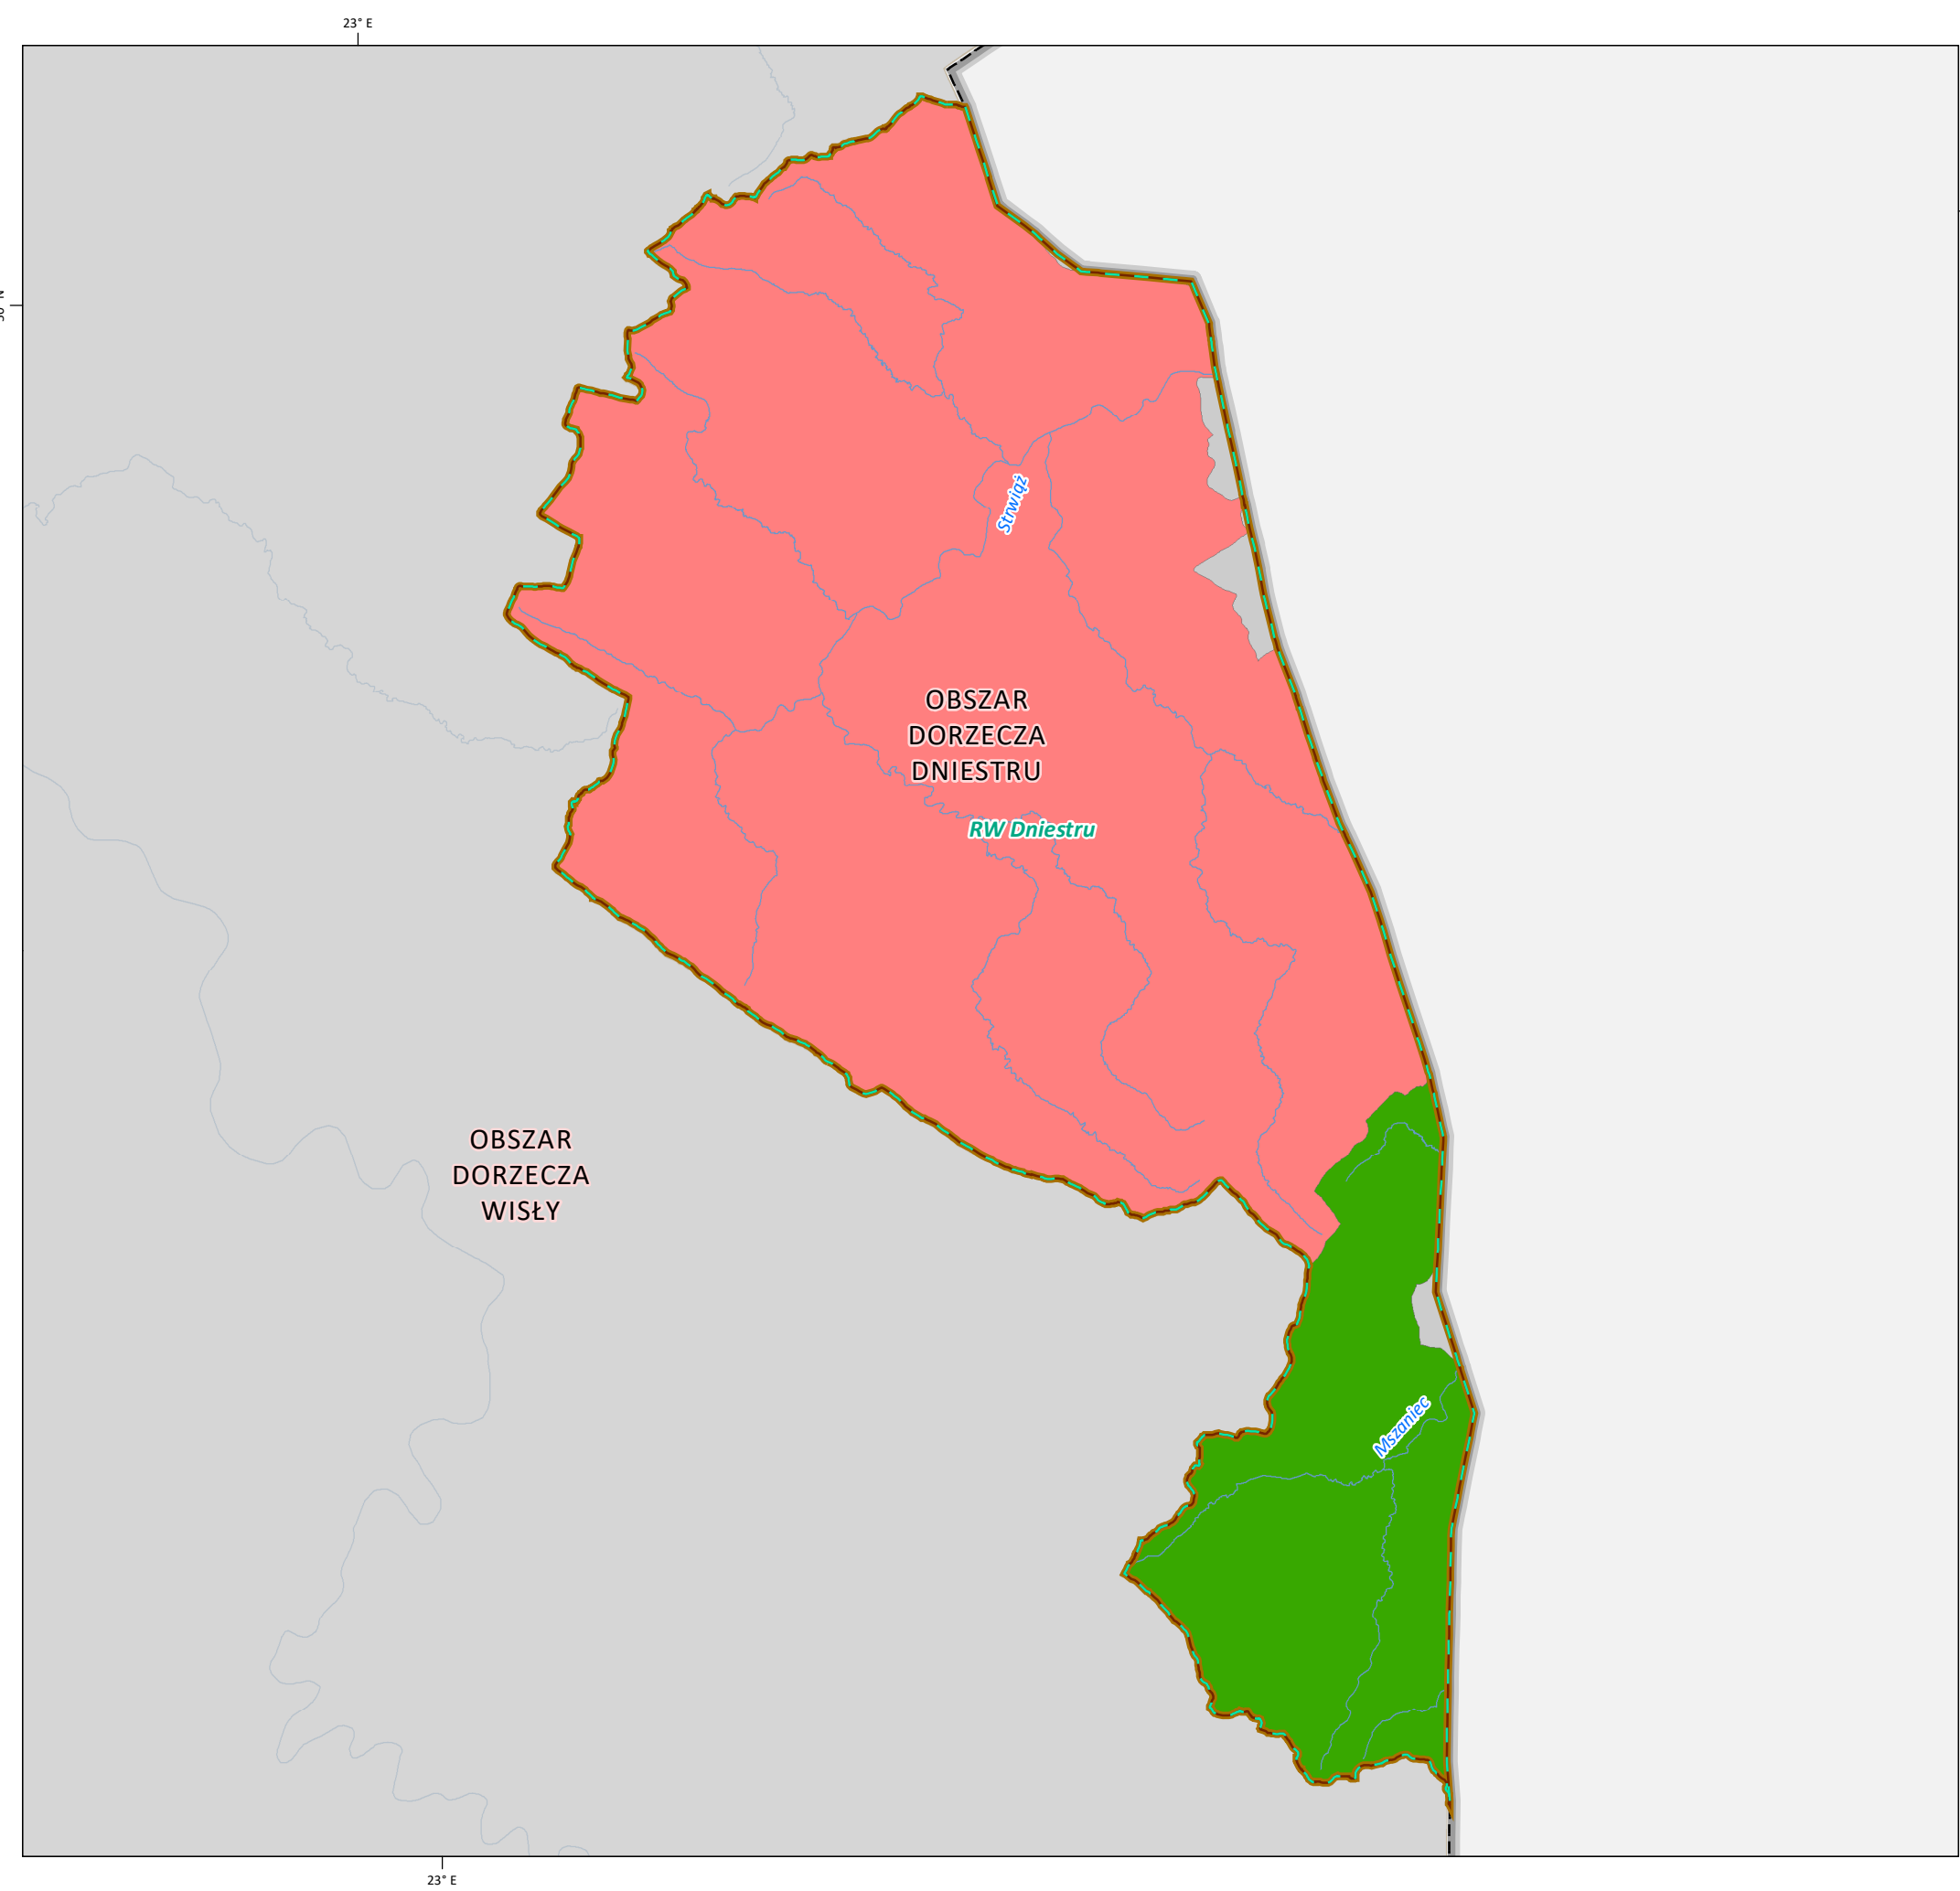 23° E
Strwiąż
OBSZAR
DORZECZA
DNIESTRU
RW Dniestru
OBSZAR
DORZECZA
WISŁY
Mszaniec
23° E